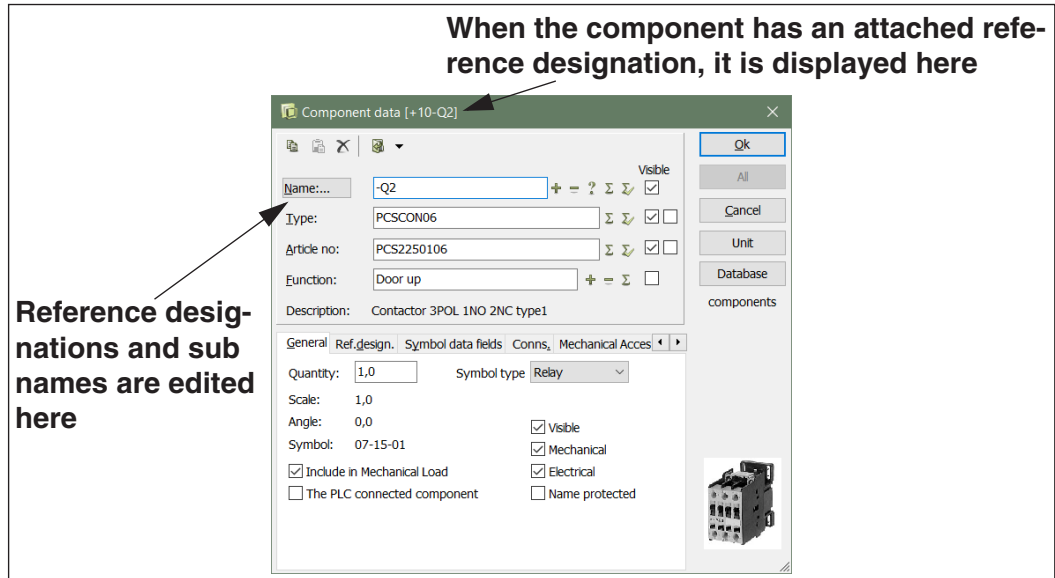 When the component has an attached refe-
rence designation, it is displayed here
Component data [+10-Q2]
Ok
Visible
All
Name:...
-Q2
Type:
PCSCON06
Cancel
Article no:
PCS2250106
Unit
Function:
Door up
Database
Description:
Contactor 3POL 1NO 2NC type1
components
Reference desig-
nations and sub
names are edited
here
General Ref.design. Symbol data fields Conns, Mechanical Acces
Quantity:
1,0
Symbol type
Relay
Scale:
1,0
Angle:
0,0
Visible
Symbol:
07-15-01
Mechanical
Include in Mechanical Load
Electrical
The PLC connected component
Name protected